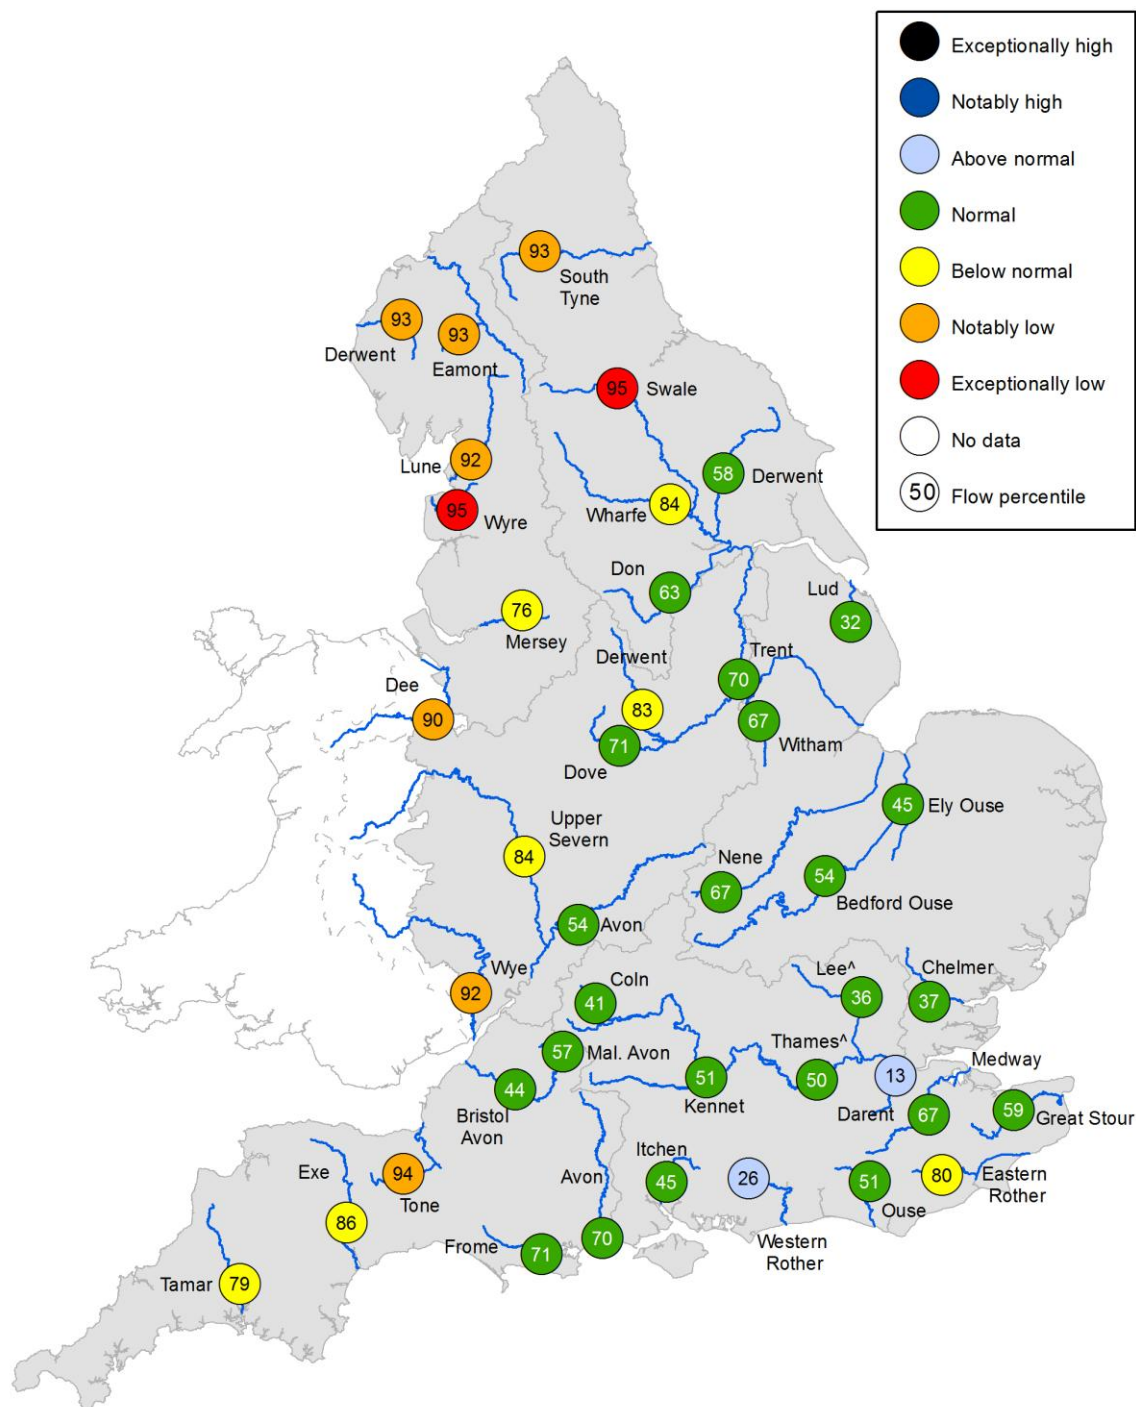 Exceptionally high
Notably high
Above normal
Normal
Below normal
Notably low
Exceptionally low
No data
50 Flow percentile
93
South
Tyne
93
Derwent
93
Eamont
95 Swale
92
Lune
95
Wyre
58
Derwent
84
Wharfe
Don
63
Lud
32
76
Mersey
Derwent
83
Trent
70
67
Witham
Dee
90
71
Dove
45 Ely Ouse
Upper
Severn
84
Nene
67
54
Bedford Ouse
54 Avon
Wye
92
Coln
41
Lee^
36
Chelmer
37
57 Mal. Avon
44
Bristol
Avon
51
Kennet
Thames^
50
13
Darent
Medway
67
59
Great Stour
Exe
86
94
Tone
Avon
70
Itchen
45
26
Western
Rother
51
Ouse
80
Eastern
Rother
Frome
71
Tamar 79